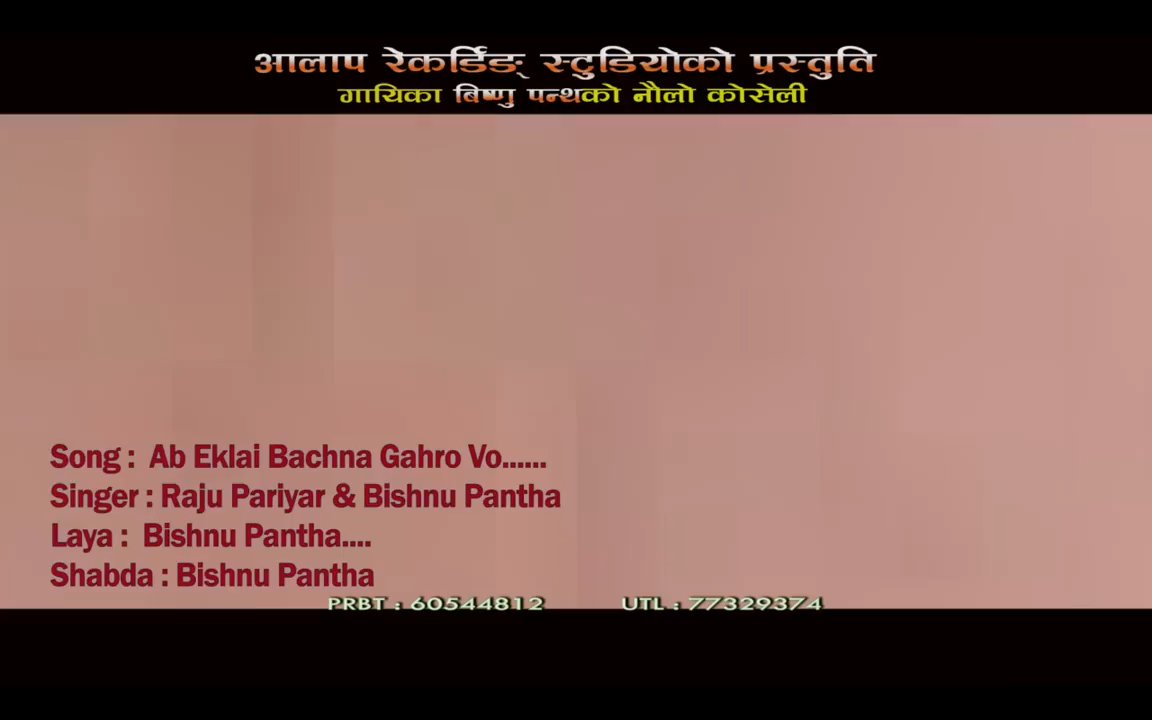 आलाप रेकर्डिङ् स्टुडियोको प्रस्तुति
गायिका बिष्णु पन्थको नौलो कोसेली
Song : Ab Eklai Bachna Gahro Vo......
Singer : Raju Pariyar & Bishnu Pantha
Laya : Bishnu Pantha....
Shabda : Bishnu Pantha
PRBT : 60544812 UTL : 77329374